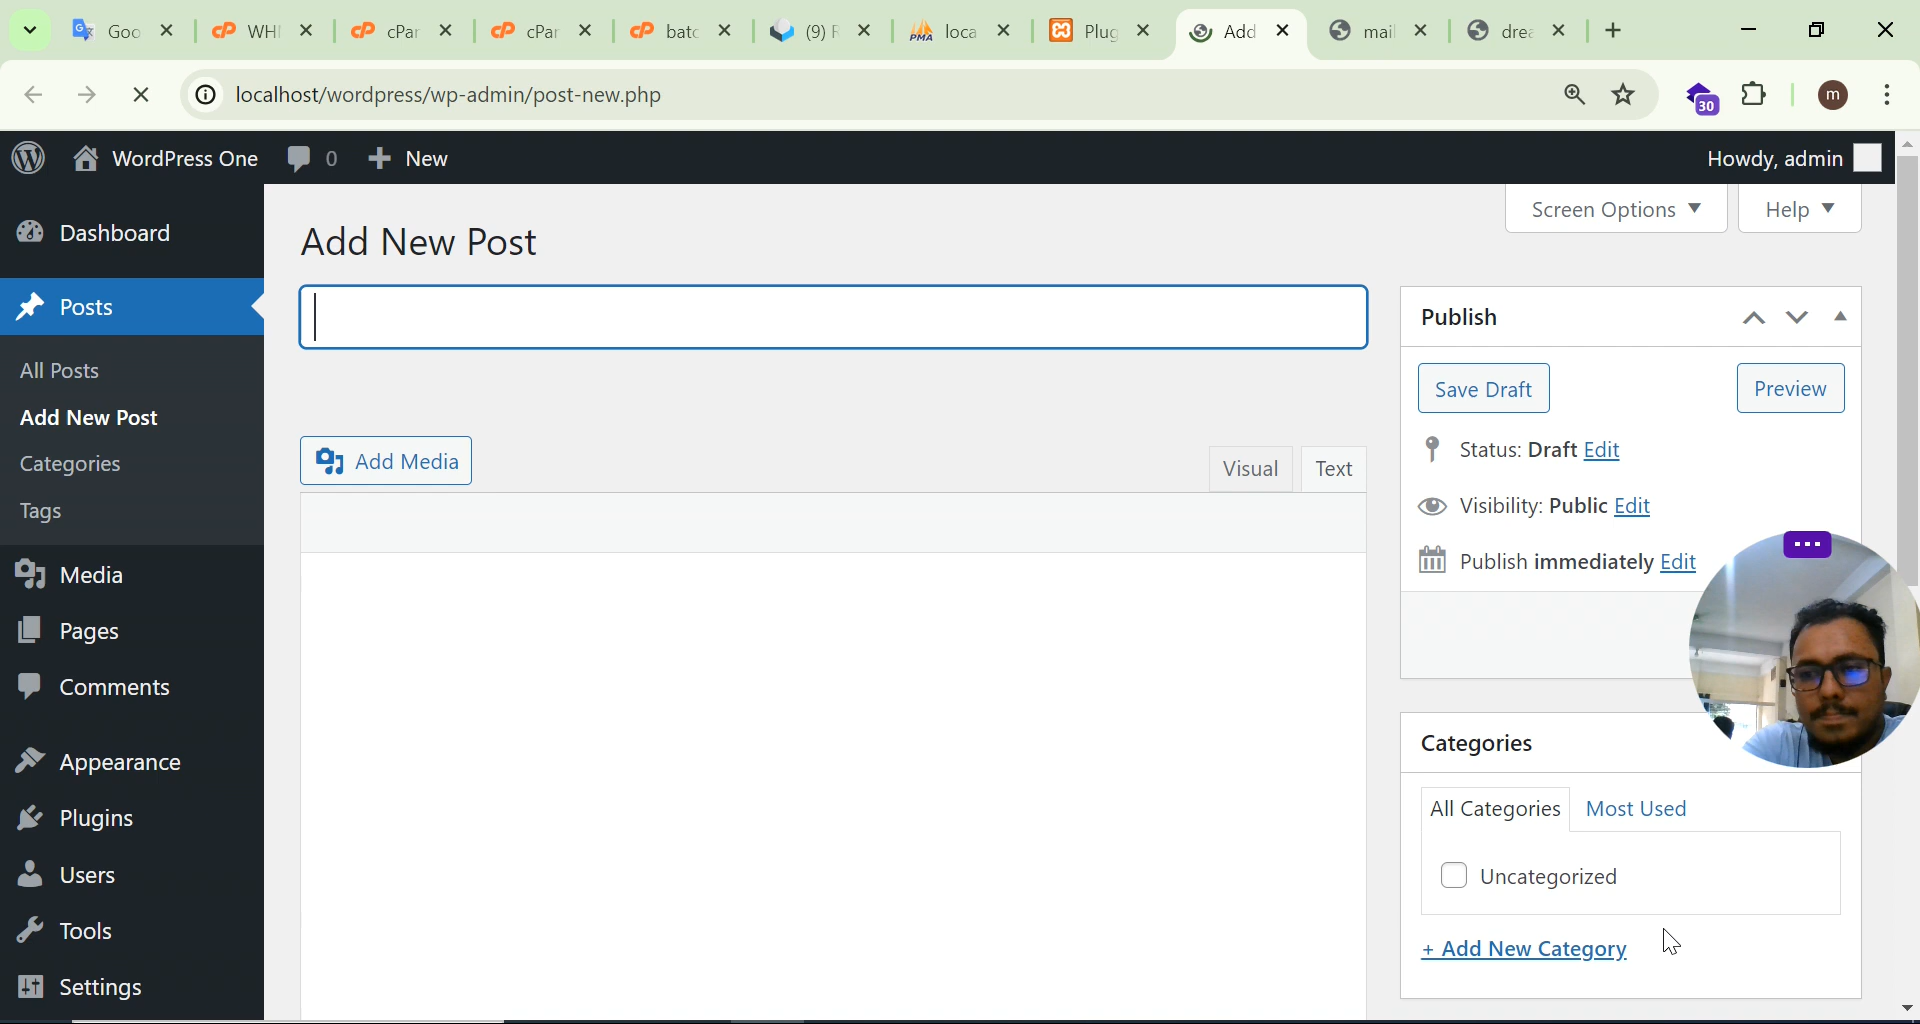 Goo
WH
cPar
cPar
batc
(9) F
loca
Plug
Add
mail
drea
localhost/wordpress/wp-admin/post-new.php
30
m
WordPress One
0
New
Howdy, admin
Screen Options
Help
Dashboard
Posts
All Posts
Add New Post
Categories
Tags
Media
Pages
Comments
Appearance
Plugins
Users
Tools
Settings
Add New Post
Add Media
Visual
Text
Publish
Save Draft
Preview
Status: Draft Edit
Visibility: Public Edit
Publish immediately Edit
Categories
All Categories
Most Used
Uncategorized
+ Add New Category